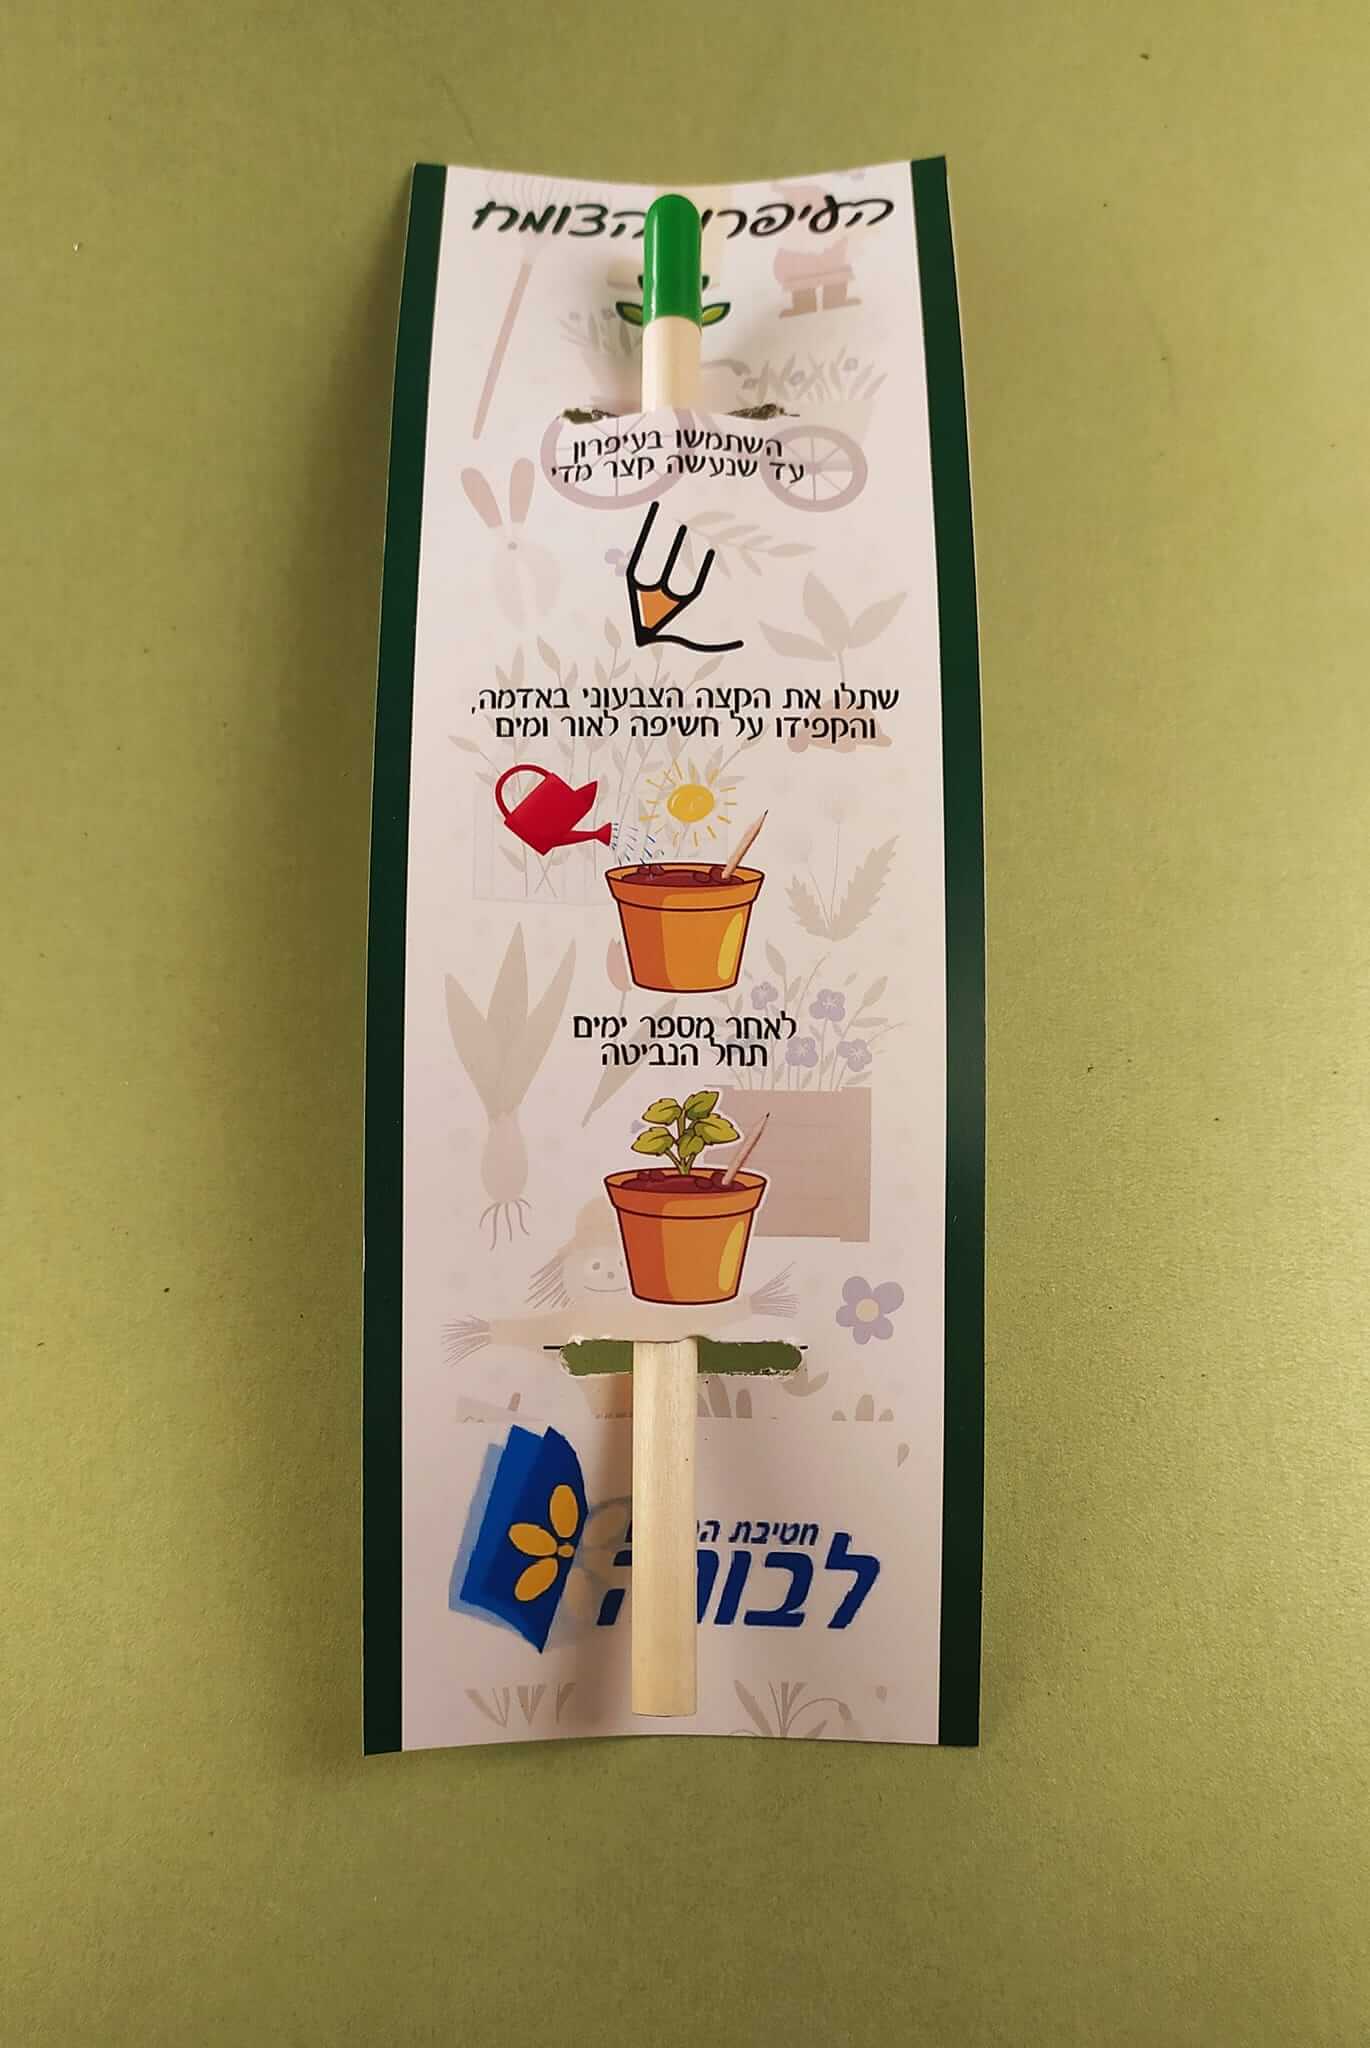 השתמשו בעיפרון
עד שנעשה קצר מדי
שתלו את הקצה הצבעוני באדמה,
והקפידו על חשיפה לאור ומים
לאחר מספר ימים
תחל הנביטה
חטיבת